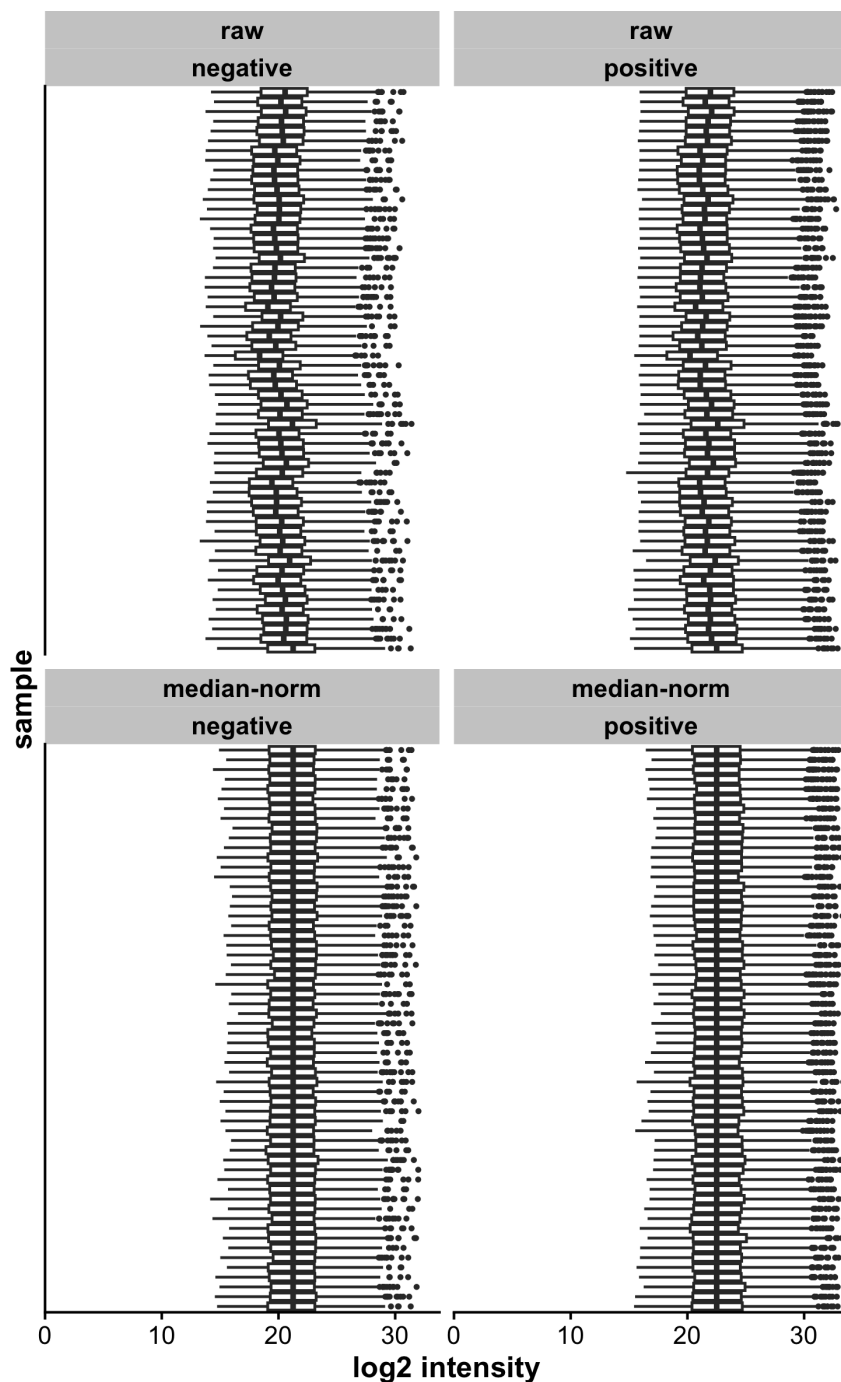 raw
negative
raw
positive
sample
median-norm
negative
median-norm
positive
0 10 20 30 0 10 20 30
log2 intensity